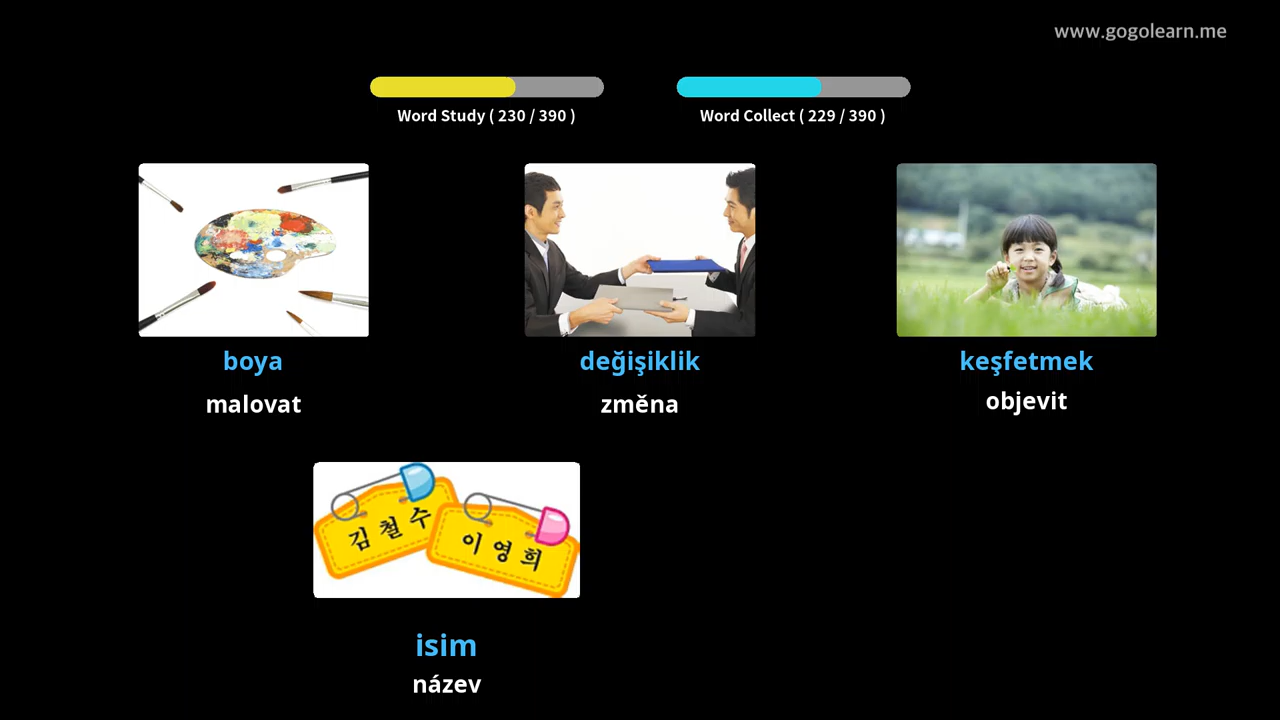 www.gogolearn.me
Word Study ( 230 / 390 )
Word Collect ( 229 / 390 )
boya
malovat
değişiklik
změna
keşfetmek
objevit
김철수
이영희
isim
název